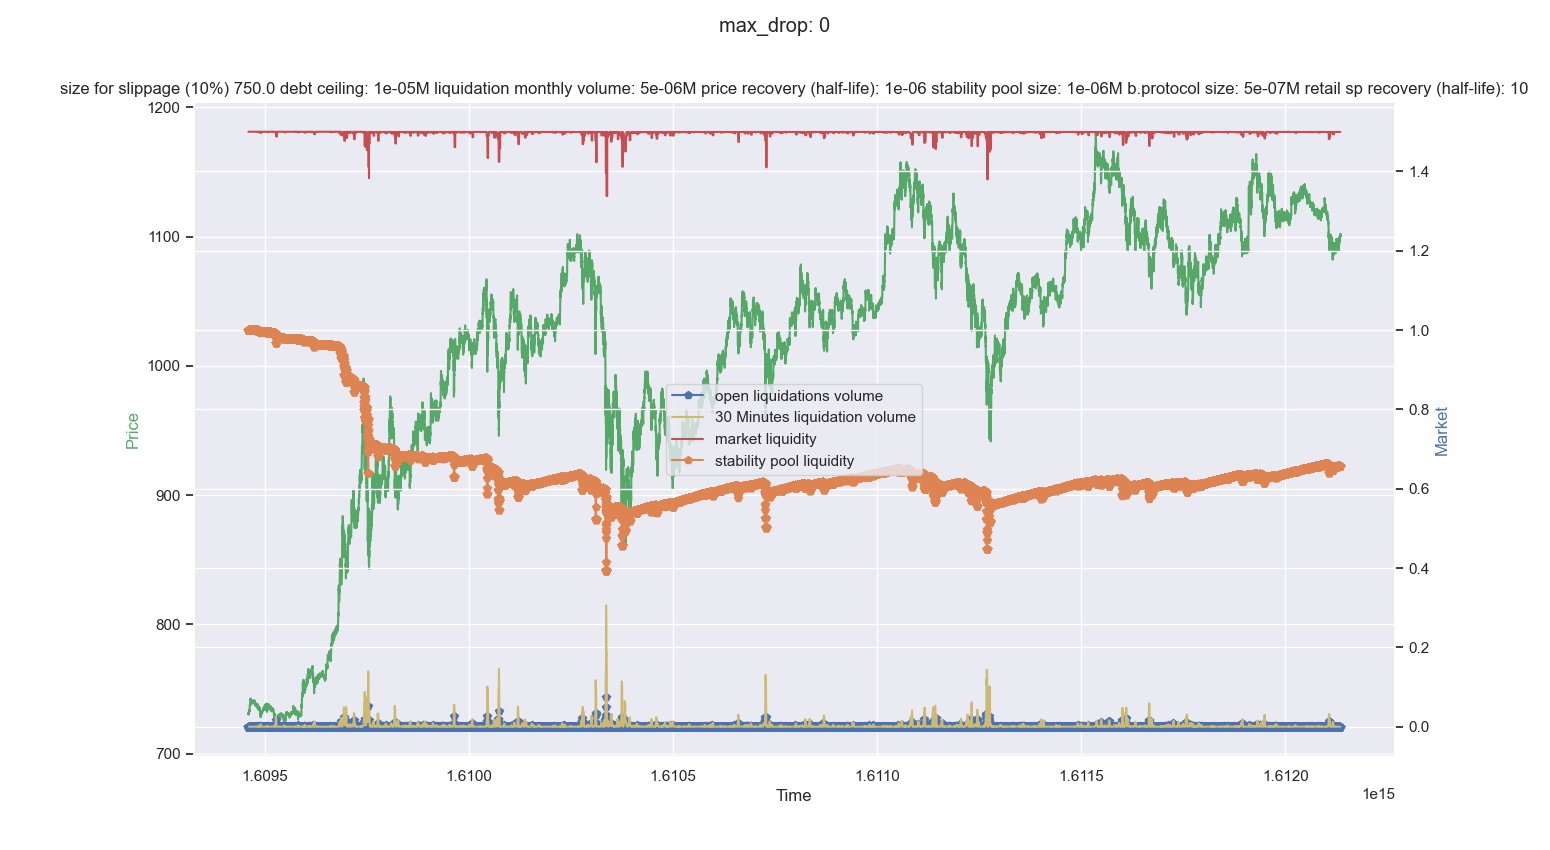 max_drop: 0
size for slippage (10%) 750.0 debt ceiling: 1e-05M liquidation monthly volume: 5e-06M price recovery (half-life): 1e-06 stability pool size: 1e-06M b.protocol size: 5e-07M retail sp recovery (half-life): 10
1200
1100
1000
900
800
700
Price
open liquidations volume
30 Minutes liquidation volume
market liquidity
stability pool liquidity
1.4
1.2
1.0
0.8
0.6
0.4
0.2
0.0
Market
1.6095 1.6100 1.6105 1.6110 1.6115 1.6120
Time
1e15